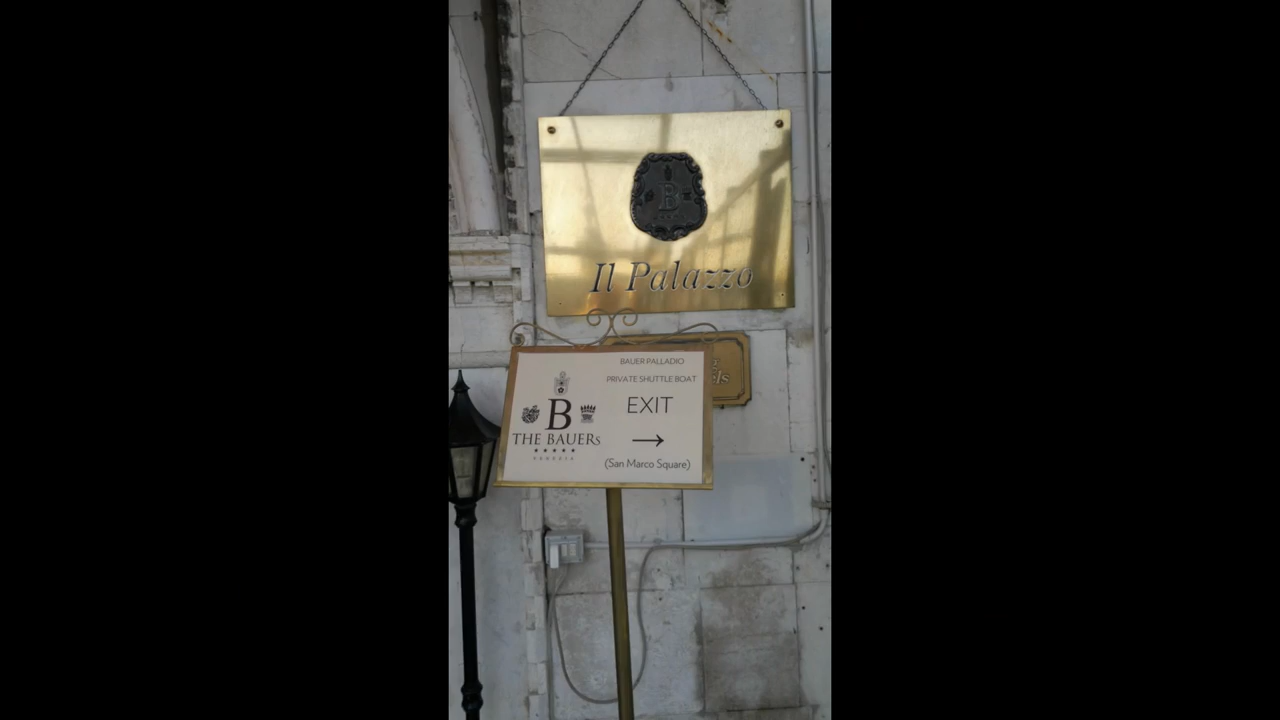 B
Il Palazzo
BAUER PALLADIO
PRIVATE SHUTTLE BOAT
EXIT
→
(San Marco Square)
B
THE BAUERs
VENEZIA